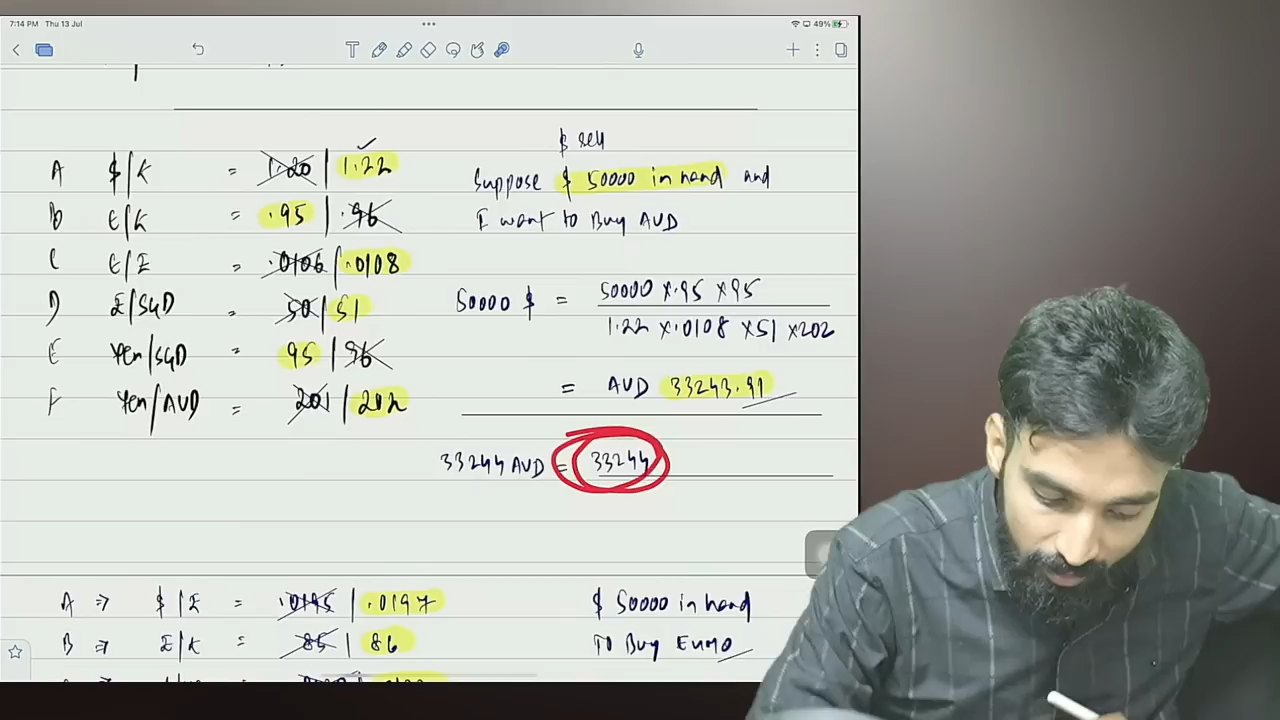 7:14 PM Thu 13 Jul
49%
A $/K = 1.20 | 1.22
B €/K = .95 | .96
C €/£ = .0106 | .0108
D £/SGD = 50 | 51
E Yen/SGD = 95 | 96
F Yen/AUD = 201 | 202
$ sell
Suppose $ 50000 in hand and
I want to Buy AUD
50000 $ = 50000 x .95 x 95
1.22 x .0108 x 51 x 202
= AUD 33243.91
33244 AUD = 33244
A => $/£ = .0195 | .0197
B => £/K = 85 | 86
$ 50000 in hand
To Buy EURO